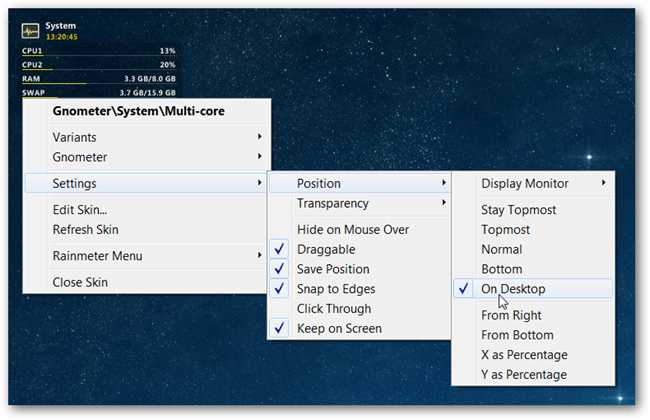 System
13:20:45
CPU1 13%
CPU2 20%
RAM 3.3 GB/8.0 GB
SWAP 3.7 GB/15.9 GB
Gnometer\System\Multi-core
Variants
Gnometer
Settings
Edit Skin...
Refresh Skin
Rainmeter Menu
Close Skin
Position
Transparency
Hide on Mouse Over
Draggable
Save Position
Snap to Edges
Click Through
Keep on Screen
Display Monitor
Stay Topmost
Topmost
Normal
Bottom
On Desktop
From Right
From Bottom
X as Percentage
Y as Percentage